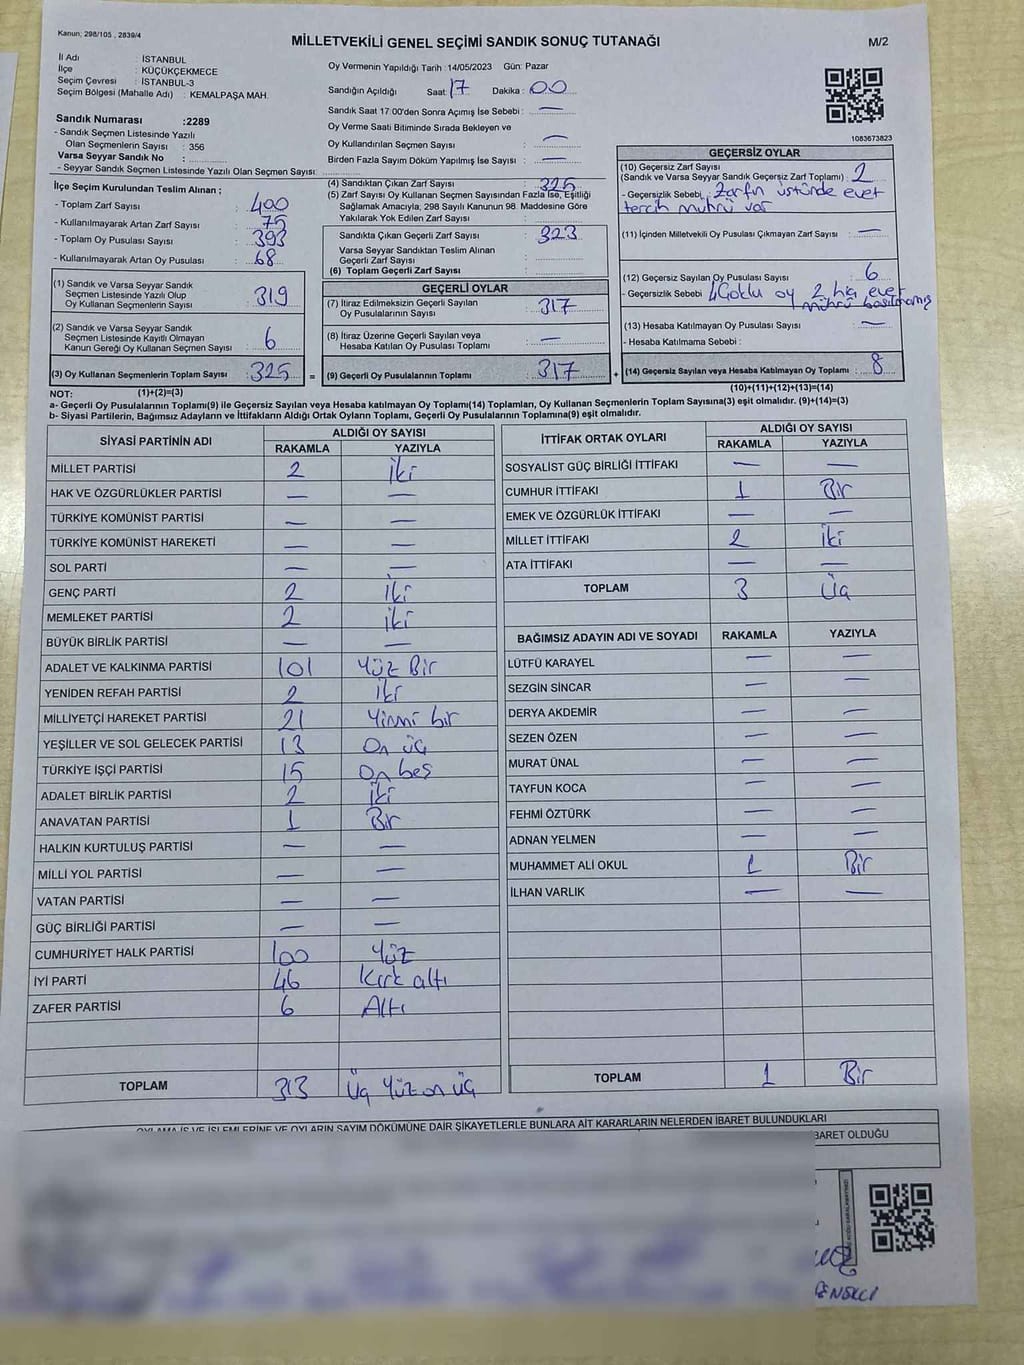 Kanun; 298/105 , 2839/4
MİLLETVEKİLİ GENEL SEÇİMİ SANDIK SONUÇ TUTANAĞI
M/2
İl Adı : İSTANBUL
İlçe : KÜÇÜKÇEKMECE
Seçim Çevresi : İSTANBUL-3
Seçim Bölgesi (Mahalle Adı) : KEMALPAŞA MAH.
Oy Vermenin Yapıldığı Tarih : 14/05/2023 Gün: Pazar
Sandığın Açıldığı Saat: 17 Dakika : 00
Sandık Saat 17:00'den Sonra Açımış İse Sebebi : —
Oy Verme Saati Bitiminde Sırada Bekleyen ve
Oy Kullandırılan Seçmen Sayısı : —
Birden Fazla Sayım Döküm Yapılmış İse Sayısı : —
Sandık Numarası :2289
- Sandık Seçmen Listesinde Yazılı
Olan Seçmenlerin Sayısı : 356
Varsa Seyyar Sandık No :
- Seyyar Sandık Seçmen Listesinde Yazılı Olan Seçmen Sayısı:
1083673823
İlçe Seçim Kurulundan Teslim Alınan ;
- Toplam Zarf Sayısı : 400
- Kullanılmayarak Artan Zarf Sayısı : 75
- Toplam Oy Pusulası Sayısı : 393
- Kullanılmayarak Artan Oy Pusulası : 68
(1) Sandık ve Varsa Seyyar Sandık
Seçmen Listesinde Yazılı Olup
Oy Kullanan Seçmenlerin Sayısı : 319
(2) Sandık ve Varsa Seyyar Sandık
Seçmen Listesinde Kayıtlı Olmayan
Kanun Gereği Oy Kullanan Seçmen Sayısı : 6
(3) Oy Kullanan Seçmenlerin Toplam Sayısı : 325 =
(4) Sandıktan Çıkan Zarf Sayısı : 325
(5) Zarf Sayısı Oy Kullanan Seçmen Sayısından Fazla İse, Eşitliği
Sağlamak Amacıyla, 298 Sayılı Kanunun 98. Maddesine Göre
Yakılarak Yok Edilen Zarf Sayısı :
Sandıkta Çıkan Geçerli Zarf Sayısı : 323
Varsa Seyyar Sandıktan Teslim Alınan
Geçerli Zarf Sayısı :
(6) Toplam Geçerli Zarf Sayısı :
GEÇERLİ OYLAR
(7) İtiraz Edilmeksizin Geçerli Sayılan
Oy Pusulalarının Sayısı : 317
(8) İtiraz Üzerine Geçerli Sayılan veya
Hesaba Katılan Oy Pusulası Toplamı : —
(9) Geçerli Oy Pusulalarınının Toplamı : 317 +
GEÇERSİZ OYLAR
(10) Geçersiz Zarf Sayısı
(Sandık ve Varsa Seyyar Sandık Geçersiz Zarf Toplamı) : 2
- Geçersizlik Sebebi : Zarfın üstünde evet
tercih mührü var
(11) İçinden Milletvekili Oy Pusulası Çıkmayan Zarf Sayısı : —
(12) Geçersiz Sayılan Oy Pusulası Sayısı : 6
- Geçersizlik Sebebi : 4 Çoklu oy 2 hiç evet
mührü basılmamış
(13) Hesaba Katılmayan Oy Pusulası Sayısı : —
- Hesaba Katılmama Sebebi :
(14) Geçersiz Sayılan veya Hesaba Katılmayan Oy Toplamı : 8
NOT: (1)+(2)=(3) (10)+(11)+(12)+(13)=(14)
a- Geçerli Oy Pusulalarının Toplamı(9) ile Geçersiz Sayılan veya Hesaba Katılmayan Oy Toplamı(14) Toplamları, Oy Kullanan Seçmenlerin Toplam Sayısına(3) eşit olmalıdır. (9)+(14)=(3)
b- Siyasi Partilerin, Bağımsız Adayların ve İttifakların Aldığı Ortak Oyların Toplamı, Geçerli Oy Pusulalarının Toplamına(9) eşit olmalıdır.
SİYASİ PARTİNİN ADI ALDIĞI OY SAYISI
RAKAMLA YAZIYLA
MİLLET PARTİSİ 2 İki
HAK VE ÖZGÜRLÜKLER PARTİSİ — —
TÜRKİYE KOMÜNİST PARTİSİ — —
TÜRKİYE KOMÜNİST HAREKETİ — —
SOL PARTİ — —
GENÇ PARTİ 2 İki
MEMLEKET PARTİSİ 2 İki
BÜYÜK BİRLİK PARTİSİ — —
ADALET VE KALKINMA PARTİSİ 101 Yüz Bir
YENİDEN REFAH PARTİSİ 2 İki
MİLLİYETÇİ HAREKET PARTİSİ 21 Yirmi bir
YEŞİLLER VE SOL GELECEK PARTİSİ 13 On üç
TÜRKİYE İŞÇİ PARTİSİ 15 On beş
ADALET BİRLİK PARTİSİ 2 İki
ANAVATAN PARTİSİ 1 Bir
HALKIN KURTULUŞ PARTİSİ — —
MİLLİ YOL PARTİSİ — —
VATAN PARTİSİ — —
GÜÇ BİRLİĞİ PARTİSİ — —
CUMHURİYET HALK PARTİSİ 100 Yüz
İYİ PARTİ 46 Kırk altı
ZAFER PARTİSİ 6 Altı
TOPLAM 313 Üç Yüz on üç
İTTİFAK ORTAK OYLARI ALDIĞI OY SAYISI
RAKAMLA YAZIYLA
SOSYALİST GÜÇ BİRLİĞİ İTTİFAKI — —
CUMHUR İTTİFAKI 1 Bir
EMEK VE ÖZGÜRLÜK İTTİFAKI — —
MİLLET İTTİFAKI 2 İki
ATA İTTİFAKI — —
TOPLAM 3 Üç
BAĞIMSIZ ADAYIN ADI VE SOYADI RAKAMLA YAZIYLA
LÜTFÜ KARAYEL — —
SEZGİN SİNCAR — —
DERYA AKDEMİR — —
SEZEN ÖZEN — —
MURAT ÜNAL — —
TAYFUN KOCA — —
FEHMİ ÖZTÜRK — —
ADNAN YELMEN — —
MUHAMMET ALİ OKUL 1 Bir
İLHAN VARLIK — —
TOPLAM 1 Bir
OYLAMA İŞ VE İŞLEMLERİNE VE OYLARIN SAYIM DÖKÜMÜNE DAİR ŞİKAYETLERLE BUNLARA AİT KARARLARIN NELERDEN İBARET BULUNDUKLARI
BARET OLDUĞU